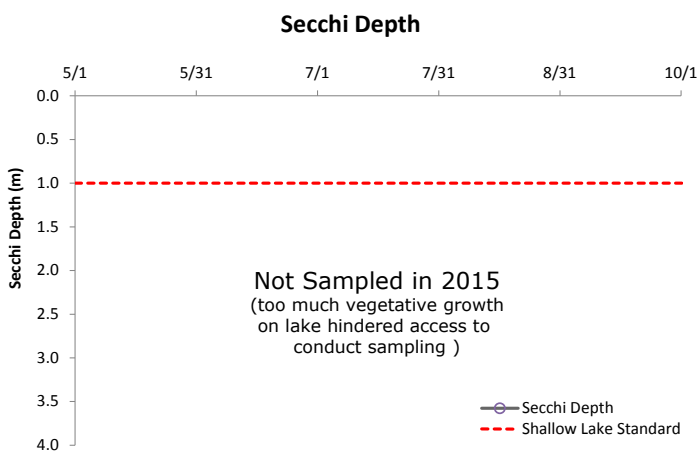 Secchi Depth
5/1 5/31 7/1 7/31 8/31 10/1
0.0
0.5
1.0
1.5
2.0
2.5
3.0
3.5
4.0
Secchi Depth (m)
Not Sampled in 2015
(too much vegetative growth
on lake hindered access to
conduct sampling )
Secchi Depth
Shallow Lake Standard